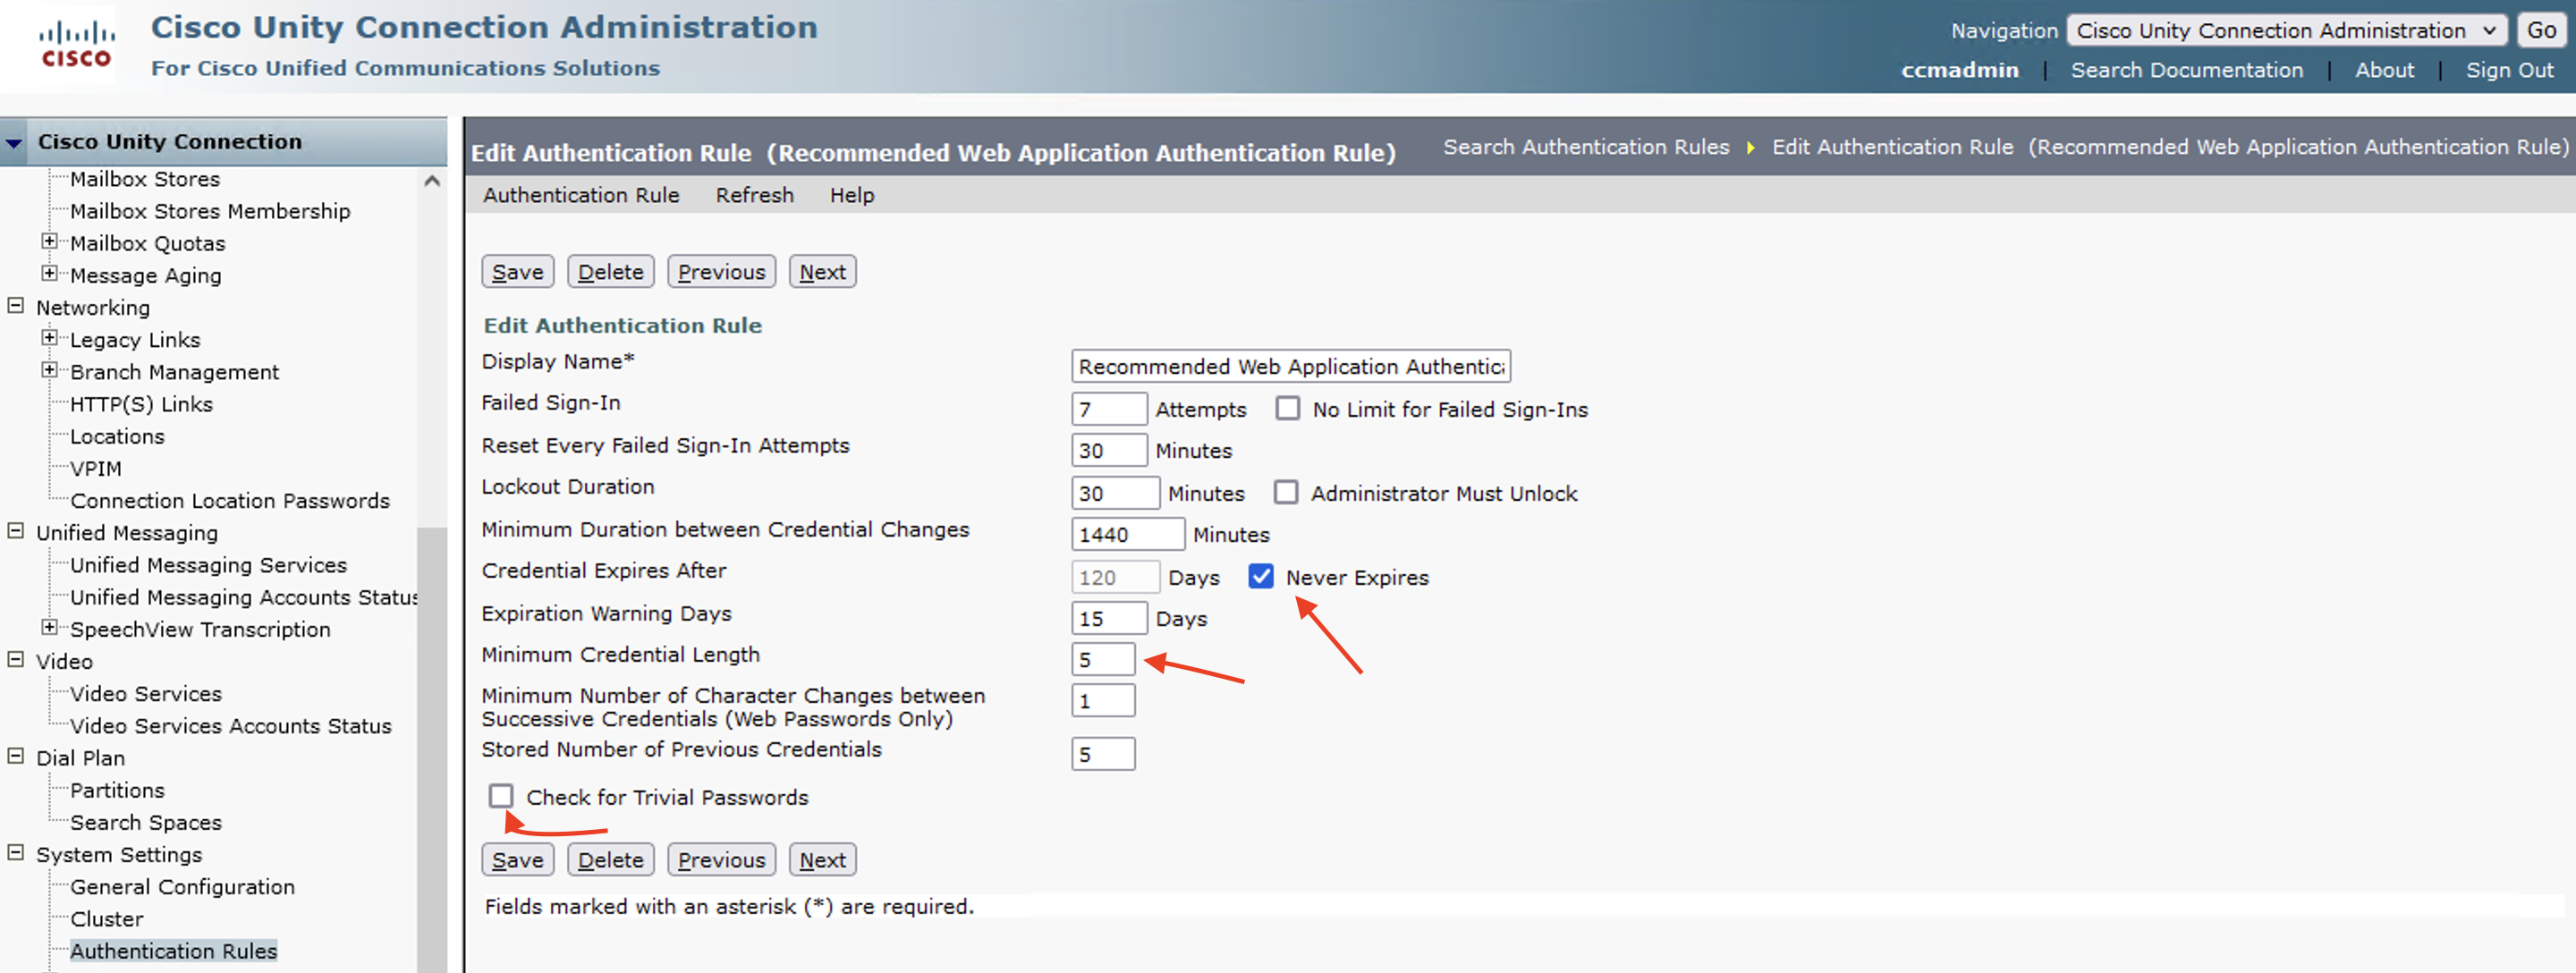 CISCO
Cisco Unity Connection Administration
For Cisco Unified Communications Solutions
Navigation Cisco Unity Connection Administration Go
ccmadmin | Search Documentation | About | Sign Out
Cisco Unity Connection
Mailbox Stores
Mailbox Stores Membership
Mailbox Quotas
Message Aging
Networking
Legacy Links
Branch Management
HTTP(S) Links
Locations
VPIM
Connection Location Passwords
Unified Messaging
Unified Messaging Services
Unified Messaging Accounts Status
SpeechView Transcription
Video
Video Services
Video Services Accounts Status
Dial Plan
Partitions
Search Spaces
System Settings
General Configuration
Cluster
Authentication Rules
Edit Authentication Rule (Recommended Web Application Authentication Rule)
Search Authentication Rules Edit Authentication Rule (Recommended Web Application Authentication Rule)
Authentication Rule Refresh Help
Save Delete Previous Next
Edit Authentication Rule
Display Name* Recommended Web Application Authentica
Failed Sign-In 7 Attempts No Limit for Failed Sign-Ins
Reset Every Failed Sign-In Attempts 30 Minutes
Lockout Duration 30 Minutes Administrator Must Unlock
Minimum Duration between Credential Changes 1440 Minutes
Credential Expires After 120 Days Never Expires
Expiration Warning Days 15 Days
Minimum Credential Length 5
Minimum Number of Character Changes between
Successive Credentials (Web Passwords Only) 1
Stored Number of Previous Credentials 5
Check for Trivial Passwords
Save Delete Previous Next
Fields marked with an asterisk (*) are required.